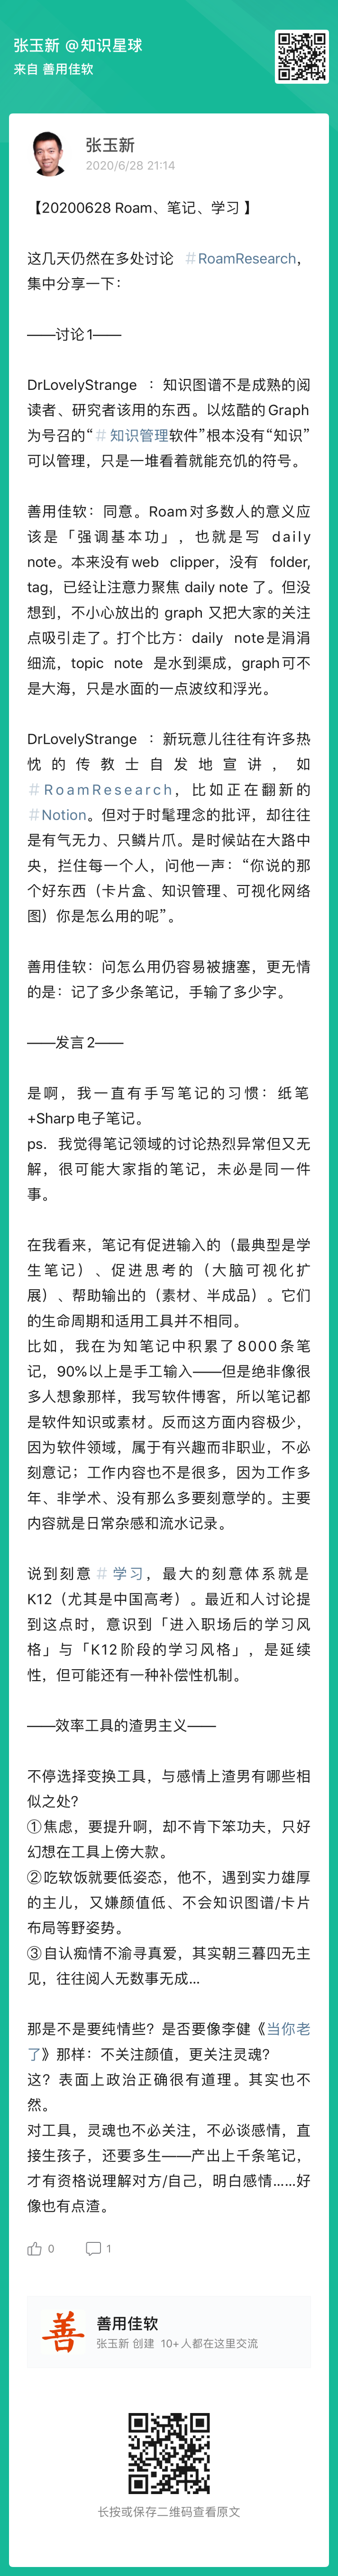 张玉新 @知识星球
来自 善用佳软
张玉新
2020/6/28 21:14
【20200628 Roam、笔记、学习 】
这几天仍然在多处讨论 #RoamResearch，
集中分享一下：
——讨论1——
DrLovelyStrange ：知识图谱不是成熟的阅
读者、研究者该用的东西。以炫酷的Graph
为号召的“# 知识管理软件”根本没有“知识”
可以管理，只是一堆看着就能充饥的符号。
善用佳软：同意。Roam对多数人的意义应
该是「强调基本功」，也就是写 daily
note。本来没有web clipper，没有 folder,
tag，已经让注意力聚焦 daily note 了。但没
想到，不小心放出的 graph 又把大家的关注
点吸引走了。打个比方：daily note是涓涓
细流，topic note 是水到渠成，graph可不
是大海，只是水面的一点波纹和浮光。
DrLovelyStrange ：新玩意儿往往有许多热
忱的传教士自发地宣讲，如
#RoamResearch，比如正在翻新的
#Notion。但对于时髦理念的批评，却往往
是有气无力、只鳞片爪。是时候站在大路中
央，拦住每一个人，问他一声：“你说的那
个好东西（卡片盒、知识管理、可视化网络
图）你是怎么用的呢”。
善用佳软：问怎么用仍容易被搪塞，更无情
的是：记了多少条笔记，手输了多少字。
——发言2——
是啊，我一直有手写笔记的习惯：纸笔
+Sharp电子笔记。
ps. 我觉得笔记领域的讨论热烈异常但又无
解，很可能大家指的笔记，未必是同一件
事。
在我看来，笔记有促进输入的（最典型是学
生笔记）、促进思考的（大脑可视化扩
展）、帮助输出的（素材、半成品）。它们
的生命周期和适用工具并不相同。
比如，我在为知笔记中积累了8000条笔
记，90%以上是手工输入——但是绝非像很
多人想象那样，我写软件博客，所以笔记都
是软件知识或素材。反而这方面内容极少，
因为软件领域，属于有兴趣而非职业，不必
刻意记；工作内容也不是很多，因为工作多
年、非学术、没有那么多要刻意学的。主要
内容就是日常杂感和流水记录。
说到刻意 # 学习，最大的刻意体系就是
K12（尤其是中国高考）。最近和人讨论提
到这点时，意识到「进入职场后的学习风
格」与「K12阶段的学习风格」，是延续
性，但可能还有一种补偿性机制。
——效率工具的渣男主义——
不停选择变换工具，与感情上渣男有哪些相
似之处?
①焦虑，要提升啊，却不肯下笨功夫，只好
幻想在工具上傍大款。
②吃软饭就要低姿态，他不，遇到实力雄厚
的主儿，又嫌颜值低、不会知识图谱/卡片
布局等野姿势。
③自认痴情不渝寻真爱，其实朝三暮四无主
见，往往阅人无数事无成...
那是不是要纯情些？是否要像李健《当你老
了》那样：不关注颜值，更关注灵魂？
这？表面上政治正确很有道理。其实也不
然。
对工具，灵魂也不必关注，不必谈感情，直
接生孩子，还要多生——产出上千条笔记，
才有资格说理解对方/自己，明白感情......好
像也有点渣。
0 1
善
善用佳软
张玉新 创建 10+人都在这里交流
长按或保存二维码查看原文